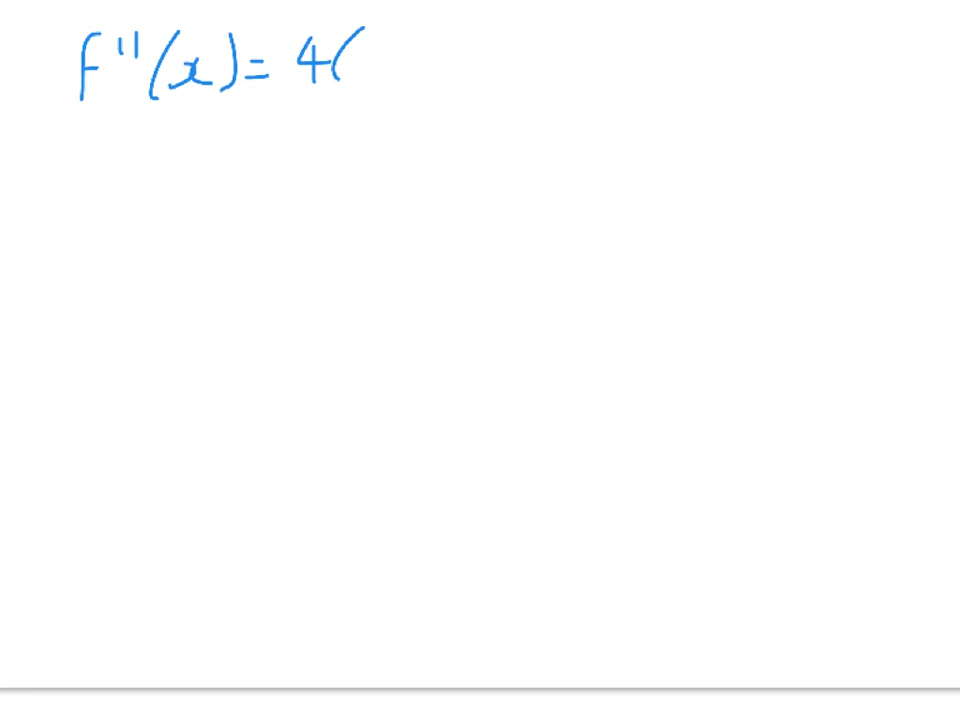 f''(x) = 4(